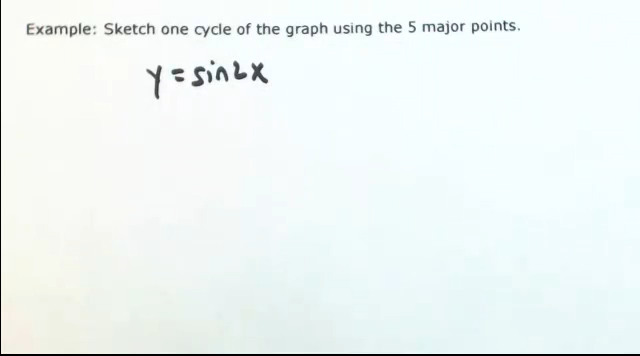 Example: Sketch one cycle of the graph using the 5 major points.
y = sin2x